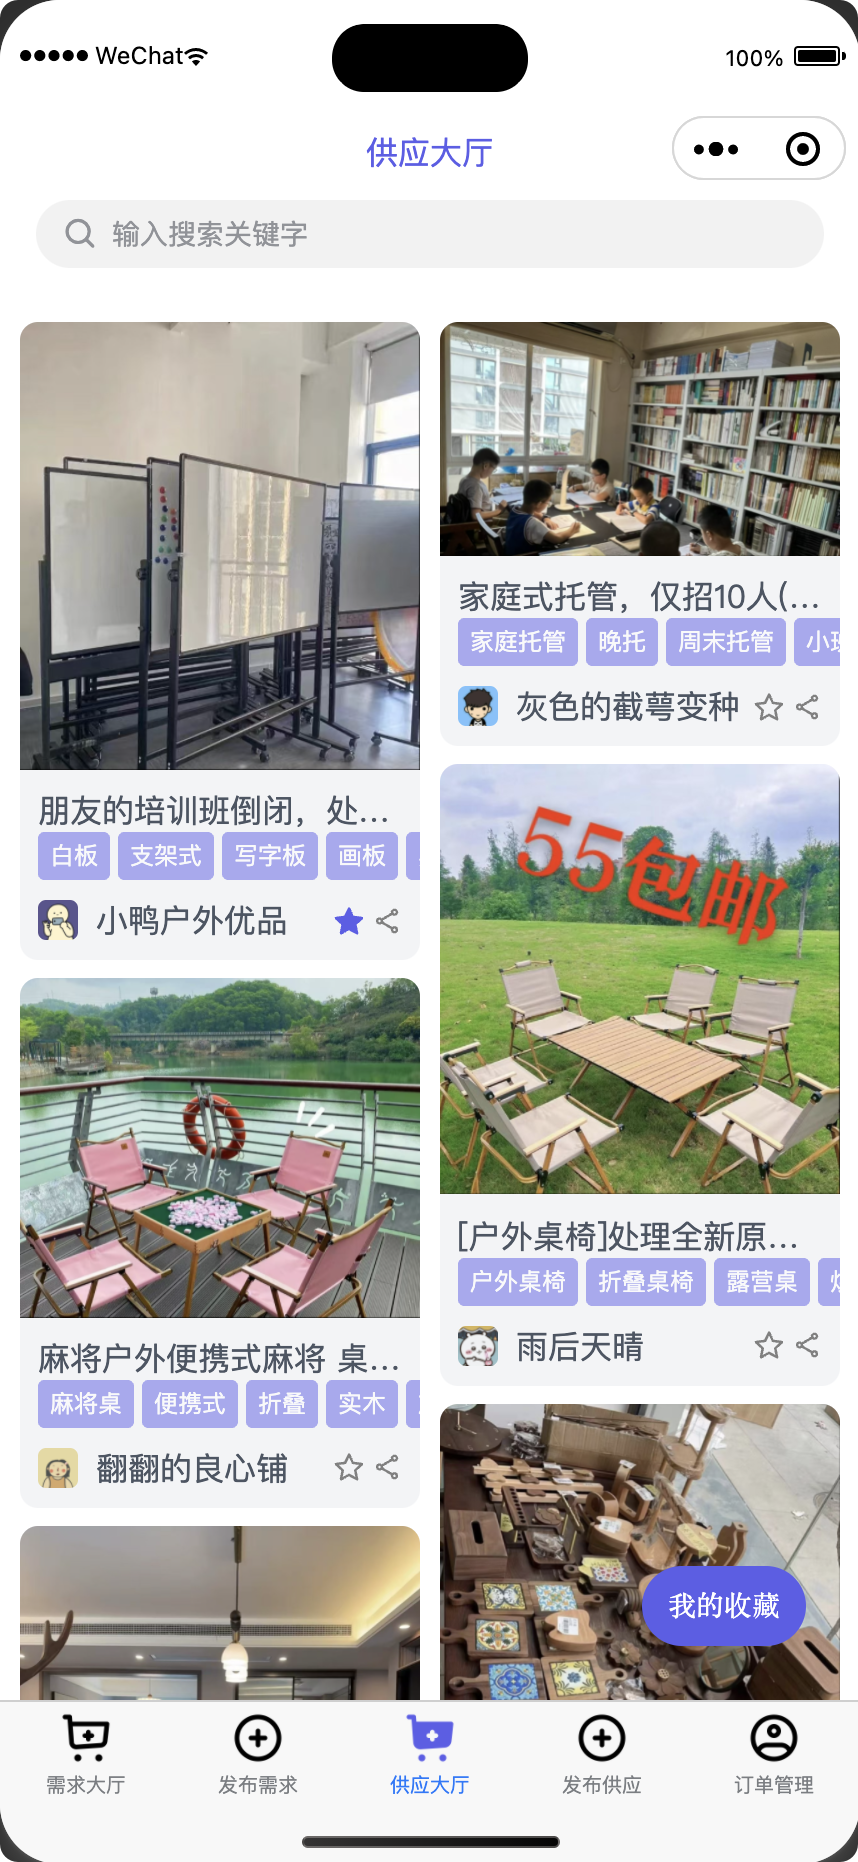 WeChat
100%
供应大厅
输入搜索关键字
朋友的培训班倒闭，处...
白板 支架式 写字板 画板
小鸭户外优品
麻将户外便携式麻将 桌...
麻将桌 便携式 折叠 实木
翻翻的良心铺
家庭式托管，仅招10人(...
家庭托管 晚托 周末托管 小班
灰色的截萼变种
55包邮
[户外桌椅]处理全新原...
户外桌椅 折叠桌椅 露营桌
雨后天晴
我的收藏
需求大厅 发布需求 供应大厅 发布供应 订单管理